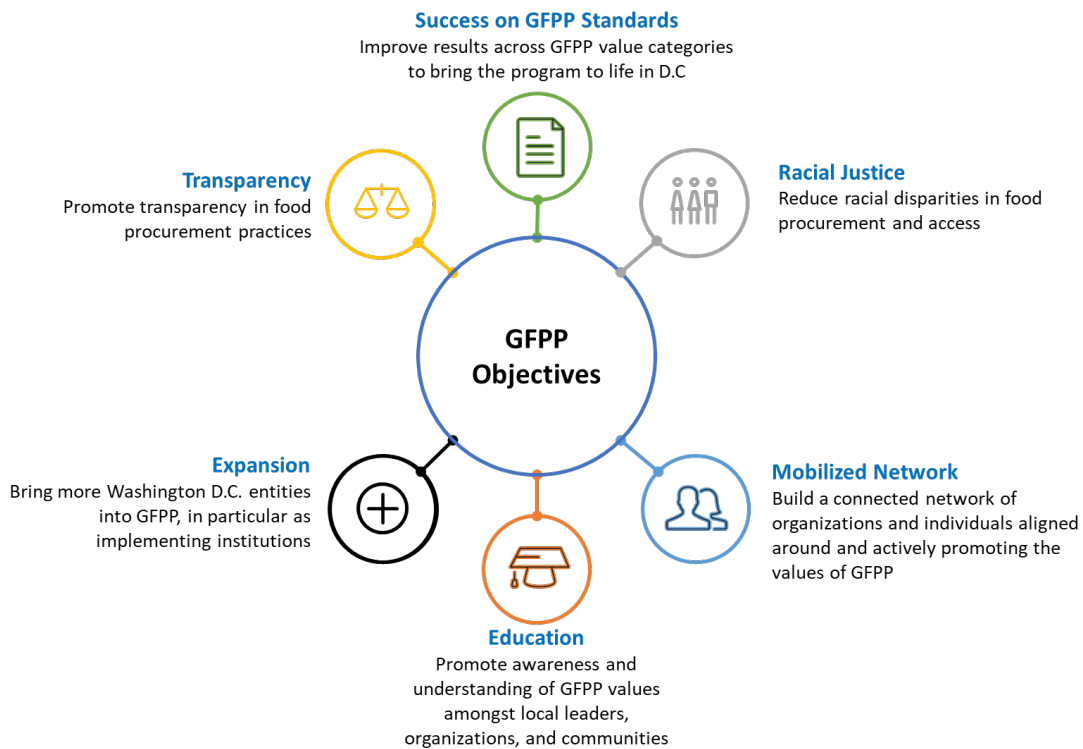 Success on GFPP Standards
Improve results across GFPP value categories
to bring the program to life in D.C
Transparency
Promote transparency in food
procurement practices
Racial Justice
Reduce racial disparities in food
procurement and access
GFPP
Objectives
Expansion
Bring more Washington D.C. entities
into GFPP, in particular as
implementing institutions
Mobilized Network
Build a connected network of
organizations and individuals aligned
around and actively promoting the
values of GFPP
Education
Promote awareness and
understanding of GFPP values
amongst local leaders,
organizations, and communities